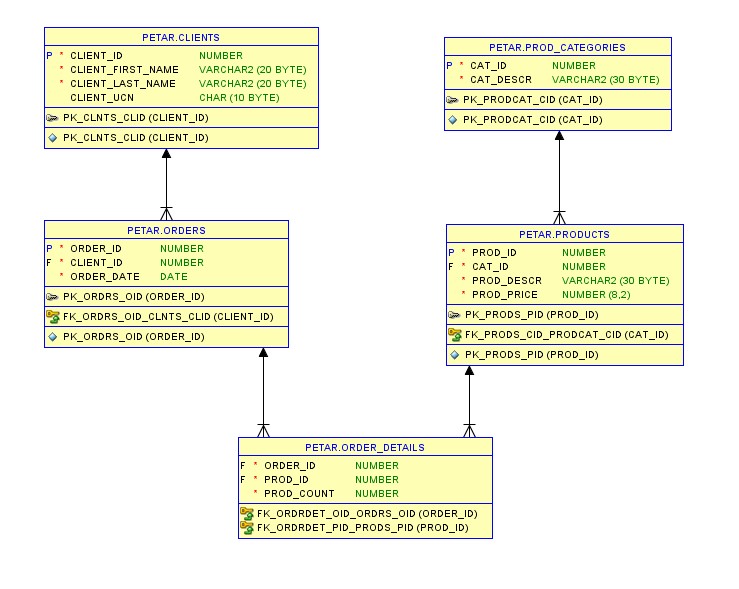 PETAR.CLIENTS
P * CLIENT_ID NUMBER
* CLIENT_FIRST_NAME VARCHAR2 (20 BYTE)
* CLIENT_LAST_NAME VARCHAR2 (20 BYTE)
CLIENT_UCN CHAR (10 BYTE)
PK_CLNTS_CLID (CLIENT_ID)
PK_CLNTS_CLID (CLIENT_ID)
PETAR.PROD_CATEGORIES
P * CAT_ID NUMBER
* CAT_DESCR VARCHAR2 (30 BYTE)
PK_PRODCAT_CID (CAT_ID)
PK_PRODCAT_CID (CAT_ID)
PETAR.ORDERS
P * ORDER_ID NUMBER
F * CLIENT_ID NUMBER
* ORDER_DATE DATE
PK_ORDRS_OID (ORDER_ID)
FK_ORDRS_OID_CLNTS_CLID (CLIENT_ID)
PK_ORDRS_OID (ORDER_ID)
PETAR.PRODUCTS
P * PROD_ID NUMBER
F * CAT_ID NUMBER
* PROD_DESCR VARCHAR2 (30 BYTE)
* PROD_PRICE NUMBER (8,2)
PK_PRODS_PID (PROD_ID)
FK_PRODS_CID_PRODCAT_CID (CAT_ID)
PK_PRODS_PID (PROD_ID)
PETAR.ORDER_DETAILS
F * ORDER_ID NUMBER
F * PROD_ID NUMBER
* PROD_COUNT NUMBER
FK_ORDRDET_OID_ORDRS_OID (ORDER_ID)
FK_ORDRDET_PID_PRODS_PID (PROD_ID)